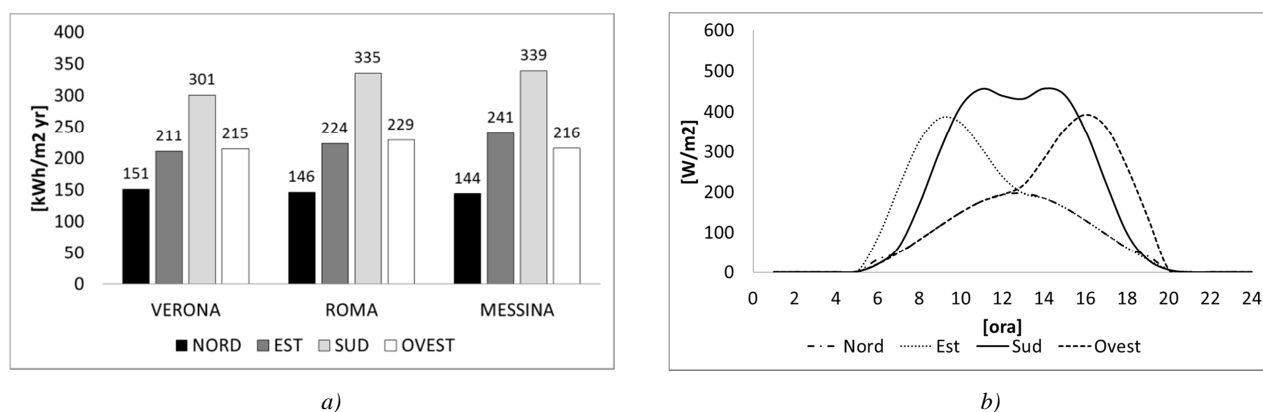 400
350
300
250
200
150
100
50
0
[kWh/m2 yr]
151 211 301 215
146 224 335 229
144 241 339 216
VERONA ROMA MESSINA
NORD EST SUD OVEST
a)
600
500
400
300
200
100
0
[W/m2]
0 2 4 6 8 10 12 14 16 18 20 22 24
[ora]
Nord Est Sud Ovest
b)